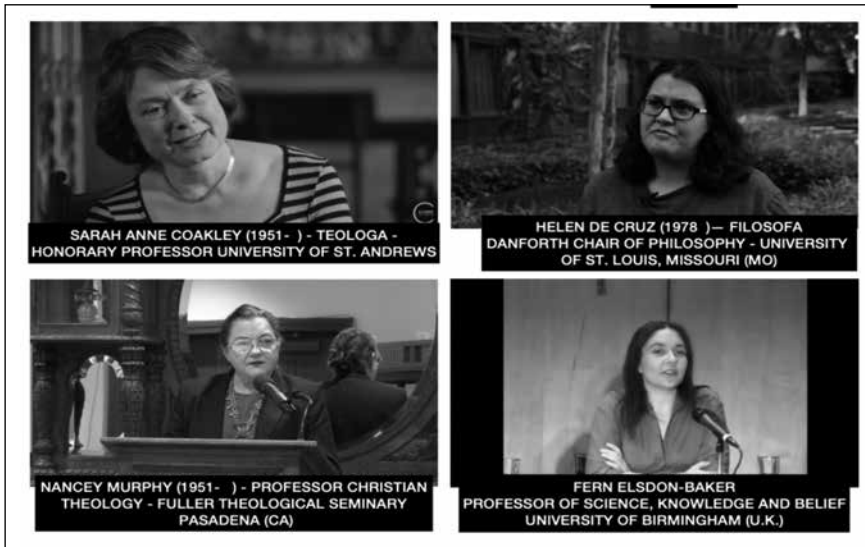 SARAH ANNE COAKLEY (1951-  ) - TEOLOGA -
HONORARY PROFESSOR UNIVERSITY OF ST. ANDREWS
HELEN DE CRUZ (1978  )— FILOSOFA
DANFORTH CHAIR OF PHILOSOPHY - UNIVERSITY
OF ST. LOUIS, MISSOURI (MO)
NANCEY MURPHY (1951-  ) - PROFESSOR CHRISTIAN
THEOLOGY - FULLER THEOLOGICAL SEMINARY
PASADENA (CA)
FERN ELSDON-BAKER
PROFESSOR OF SCIENCE, KNOWLEDGE AND BELIEF
UNIVERSITY OF BIRMINGHAM (U.K.)